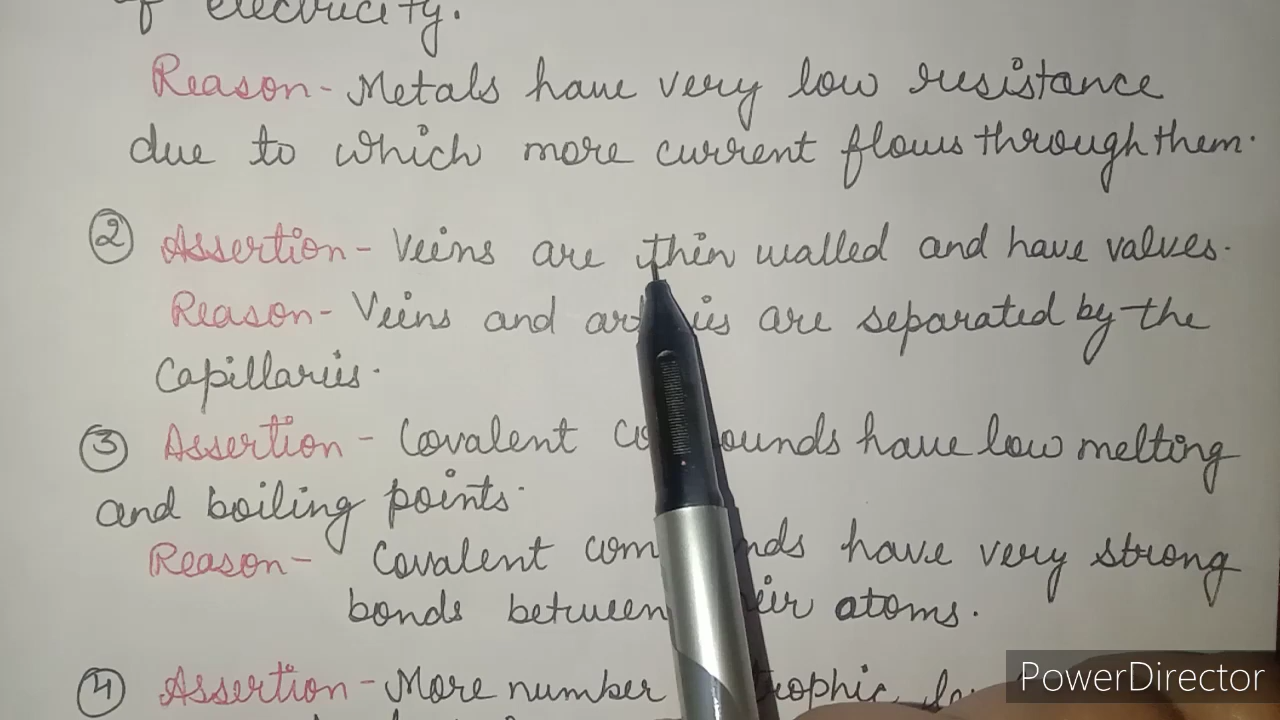 of electricity.
Reason - Metals have very low resistance
due to which more current flows through them.
② Assertion - Veins are thin walled and have valves.
Reason - Veins and are separated by the
Capillaries.
③ Assertion - Covalent have low melting
and boiling points.
Reason - Covalent have very strong
bonds between atoms.
④ Assertion - More number
PowerDirector